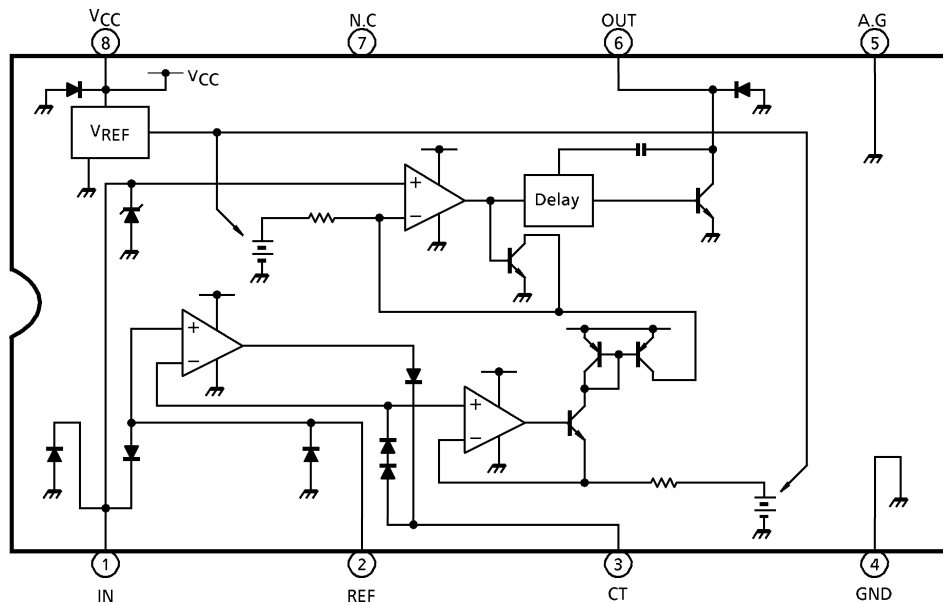 VCC N.C OUT A.G
8 7 6 5
VCC
VREF
+
−
Delay
+
−
+
−
1 2 3 4
IN REF CT GND